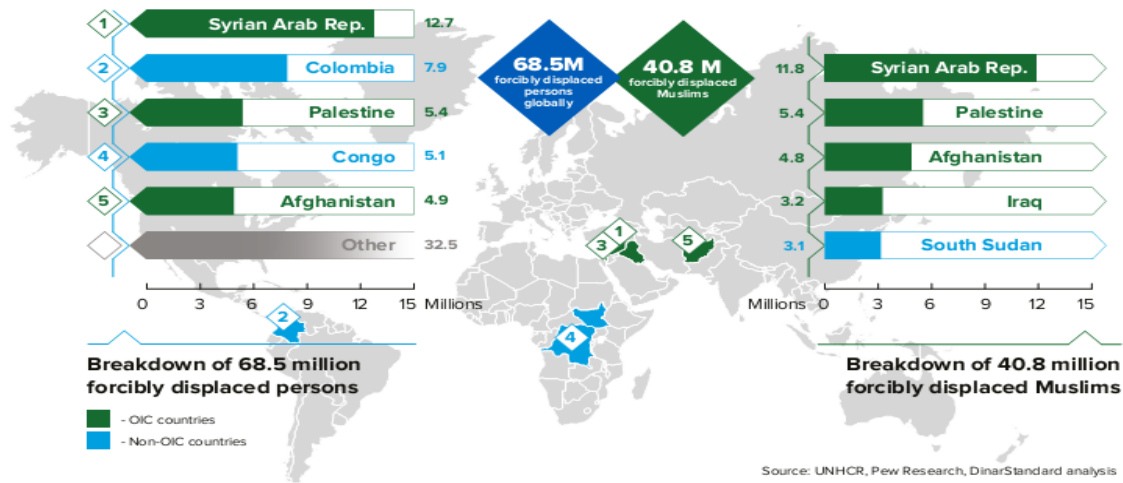 1
Syrian Arab Rep.
12.7
2
Colombia
7.9
3
Palestine
5.4
4
Congo
5.1
5
Afghanistan
4.9
Other
32.5
0 3 6 9 12 15 Millions
68.5M
forcibly displaced
persons
globally
40.8 M
forcibly displaced
Muslims
11.8
Syrian Arab Rep.
5.4
Palestine
4.8
Afghanistan
3.2
Iraq
3.1
South Sudan
Millions 0 3 6 9 12 15
1
3
5
2
4
Breakdown of 68.5 million
forcibly displaced persons
- OIC countries
- Non-OIC countries
Breakdown of 40.8 million
forcibly displaced Muslims
Source: UNHCR, Pew Research, DinarStandard analysis